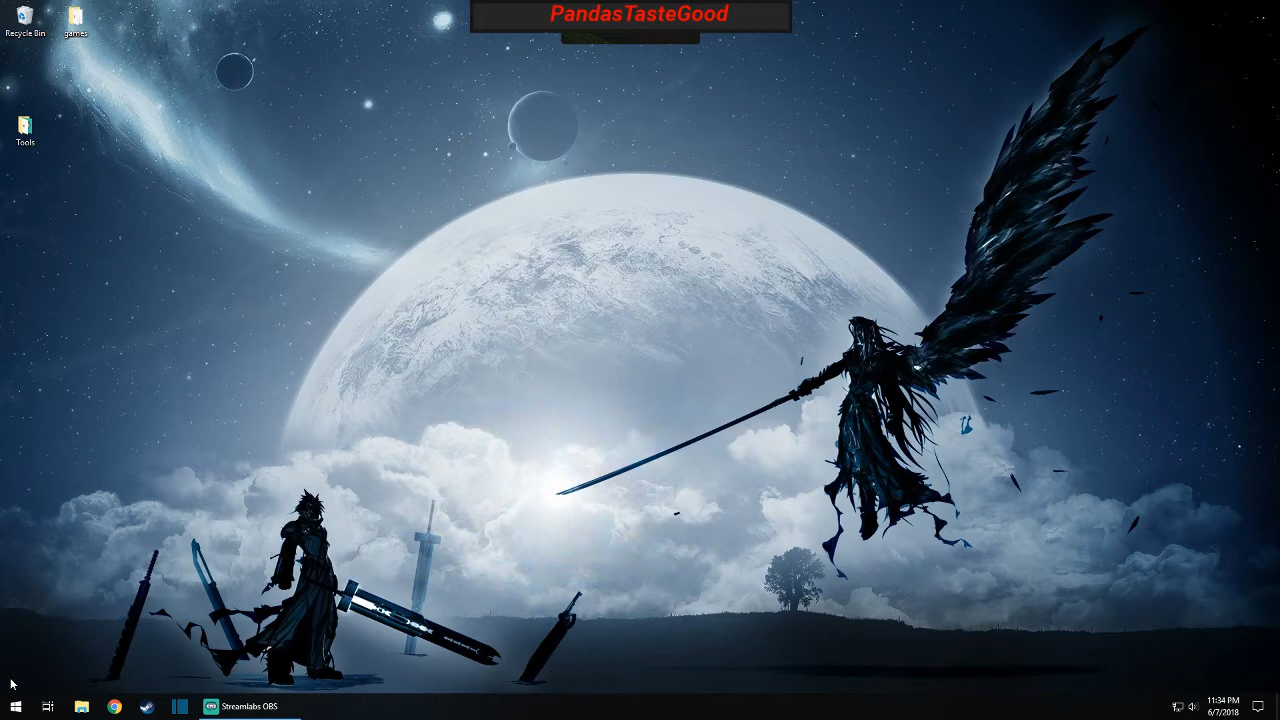 PandasTasteGood
Recycle Bin
games
Tools
Streamlabs OBS
11:34 PM
6/7/2018